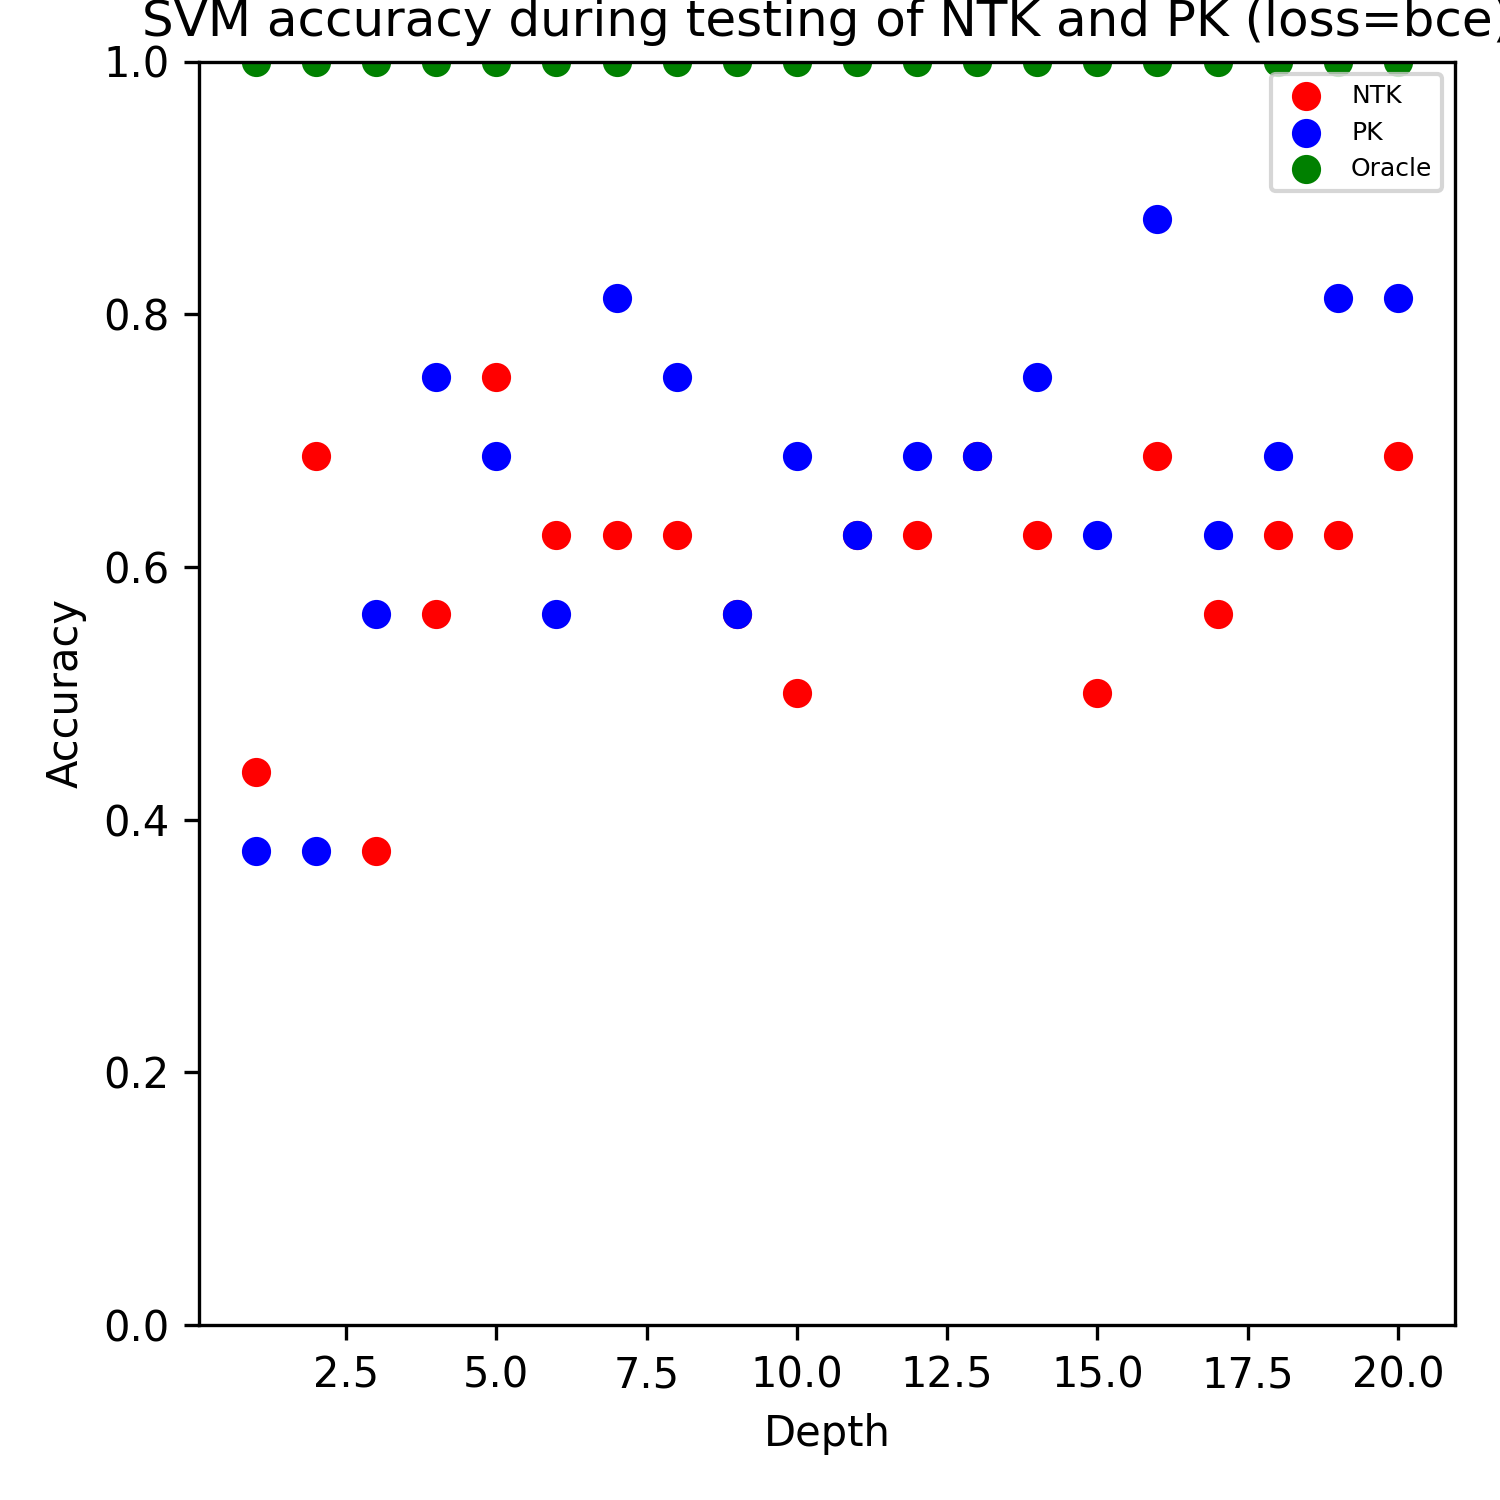 SVM accuracy during testing of NTK and PK (loss=bce)
1.0
0.8
0.6
0.4
0.2
0.0
Accuracy
NTK
PK
Oracle
2.5 5.0 7.5 10.0 12.5 15.0 17.5 20.0
Depth